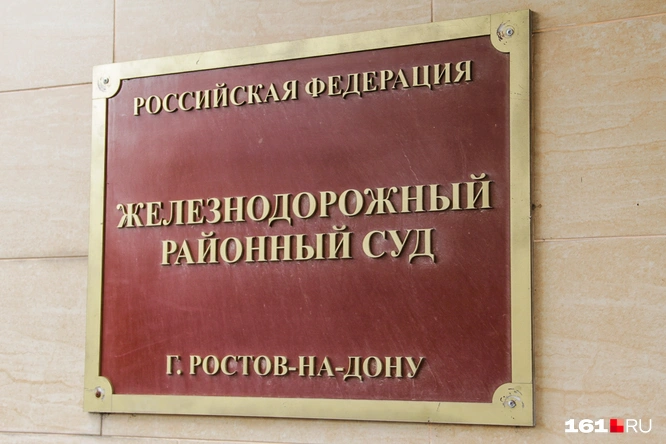 РОССИЙСКАЯ ФЕДЕРАЦИЯ
ЖЕЛЕЗНОДОРОЖНЫЙ
РАЙОННЫЙ СУД
Г. РОСТОВ-НА-ДОНУ
161.RU